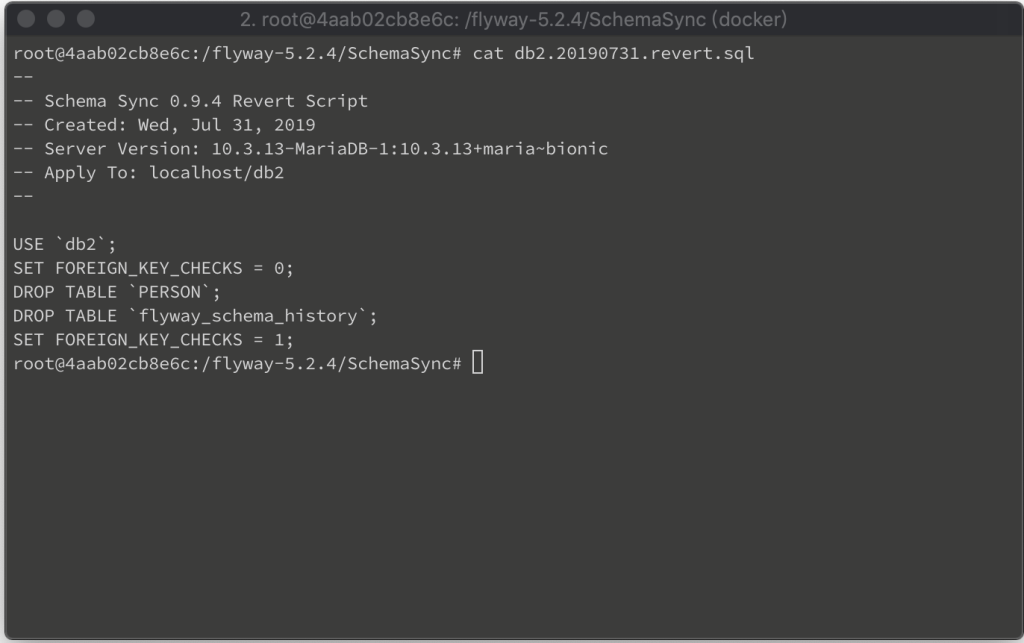 2. root@4aab02cb8e6c: /flyway-5.2.4/SchemaSync (docker)
root@4aab02cb8e6c:/flyway-5.2.4/SchemaSync# cat db2.20190731.revert.sql
--
-- Schema Sync 0.9.4 Revert Script
-- Created: Wed, Jul 31, 2019
-- Server Version: 10.3.13-MariaDB-1:10.3.13+maria~bionic
-- Apply To: localhost/db2
--
USE `db2`;
SET FOREIGN_KEY_CHECKS = 0;
DROP TABLE `PERSON`;
DROP TABLE `flyway_schema_history`;
SET FOREIGN_KEY_CHECKS = 1;
root@4aab02cb8e6c:/flyway-5.2.4/SchemaSync#